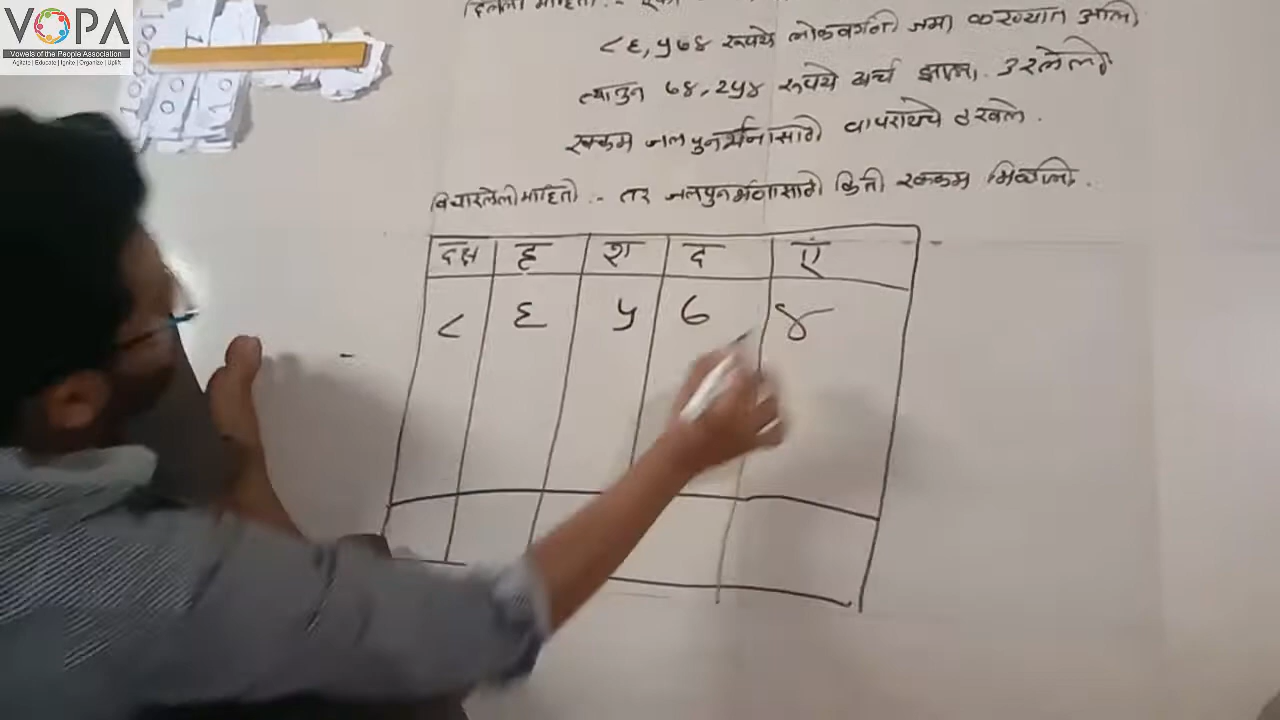 VOPA
Vowels of the People Association
Agitate | Educate | Ignite | Organize | Uplift
दिलेली माहिती :- एका
८६,५७४ रूपये लोकवर्गणी जमा करण्यात आली
त्यातुन ७४,२५४ रूपये खर्च झाला. उरलेली
रक्कम जलपुनर्भरणासाठी वापरायचे ठरवले.
विचारलेली माहिती :- तर जलपुनर्भरणासाठी किती रक्कम मिळाली.
दह ह श द ए
८ ६ ५ ७ ४